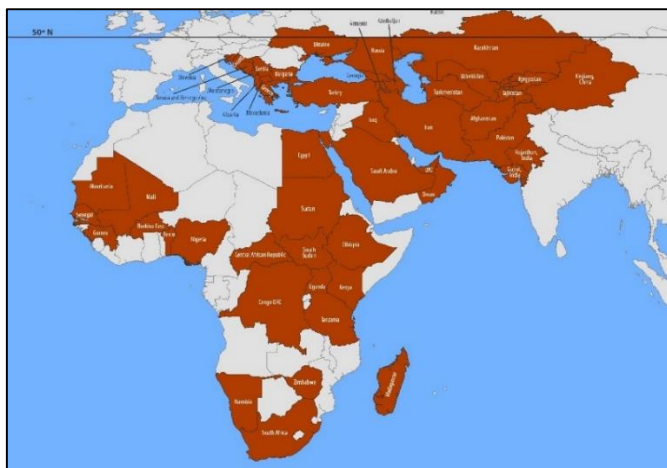 50° N
Ukraine
Russia
Kazakhstan
Armenia
Azerbaijan
Georgia
Serbia
Bulgaria
Slovenia
Montenegro
Bosnia and Herzegovina
Albania
Macedonia
Turkey
Uzbekistan
Kyrgyzstan
Turkmenistan
Tajikistan
Xinjiang,
China
Iraq
Iran
Afghanistan
Pakistan
Rajasthan,
India
Gujrat,
India
Egypt
Saudi Arabia
UAE
Oman
Mauritania
Mali
Senegal
Guinea
Burkina Faso
Benin
Nigeria
Sudan
South
Sudan
Ethiopia
Central African Republic
Uganda
Kenya
Congo DRC
Tanzania
Zimbabwe
Namibia
South Africa
Madagascar